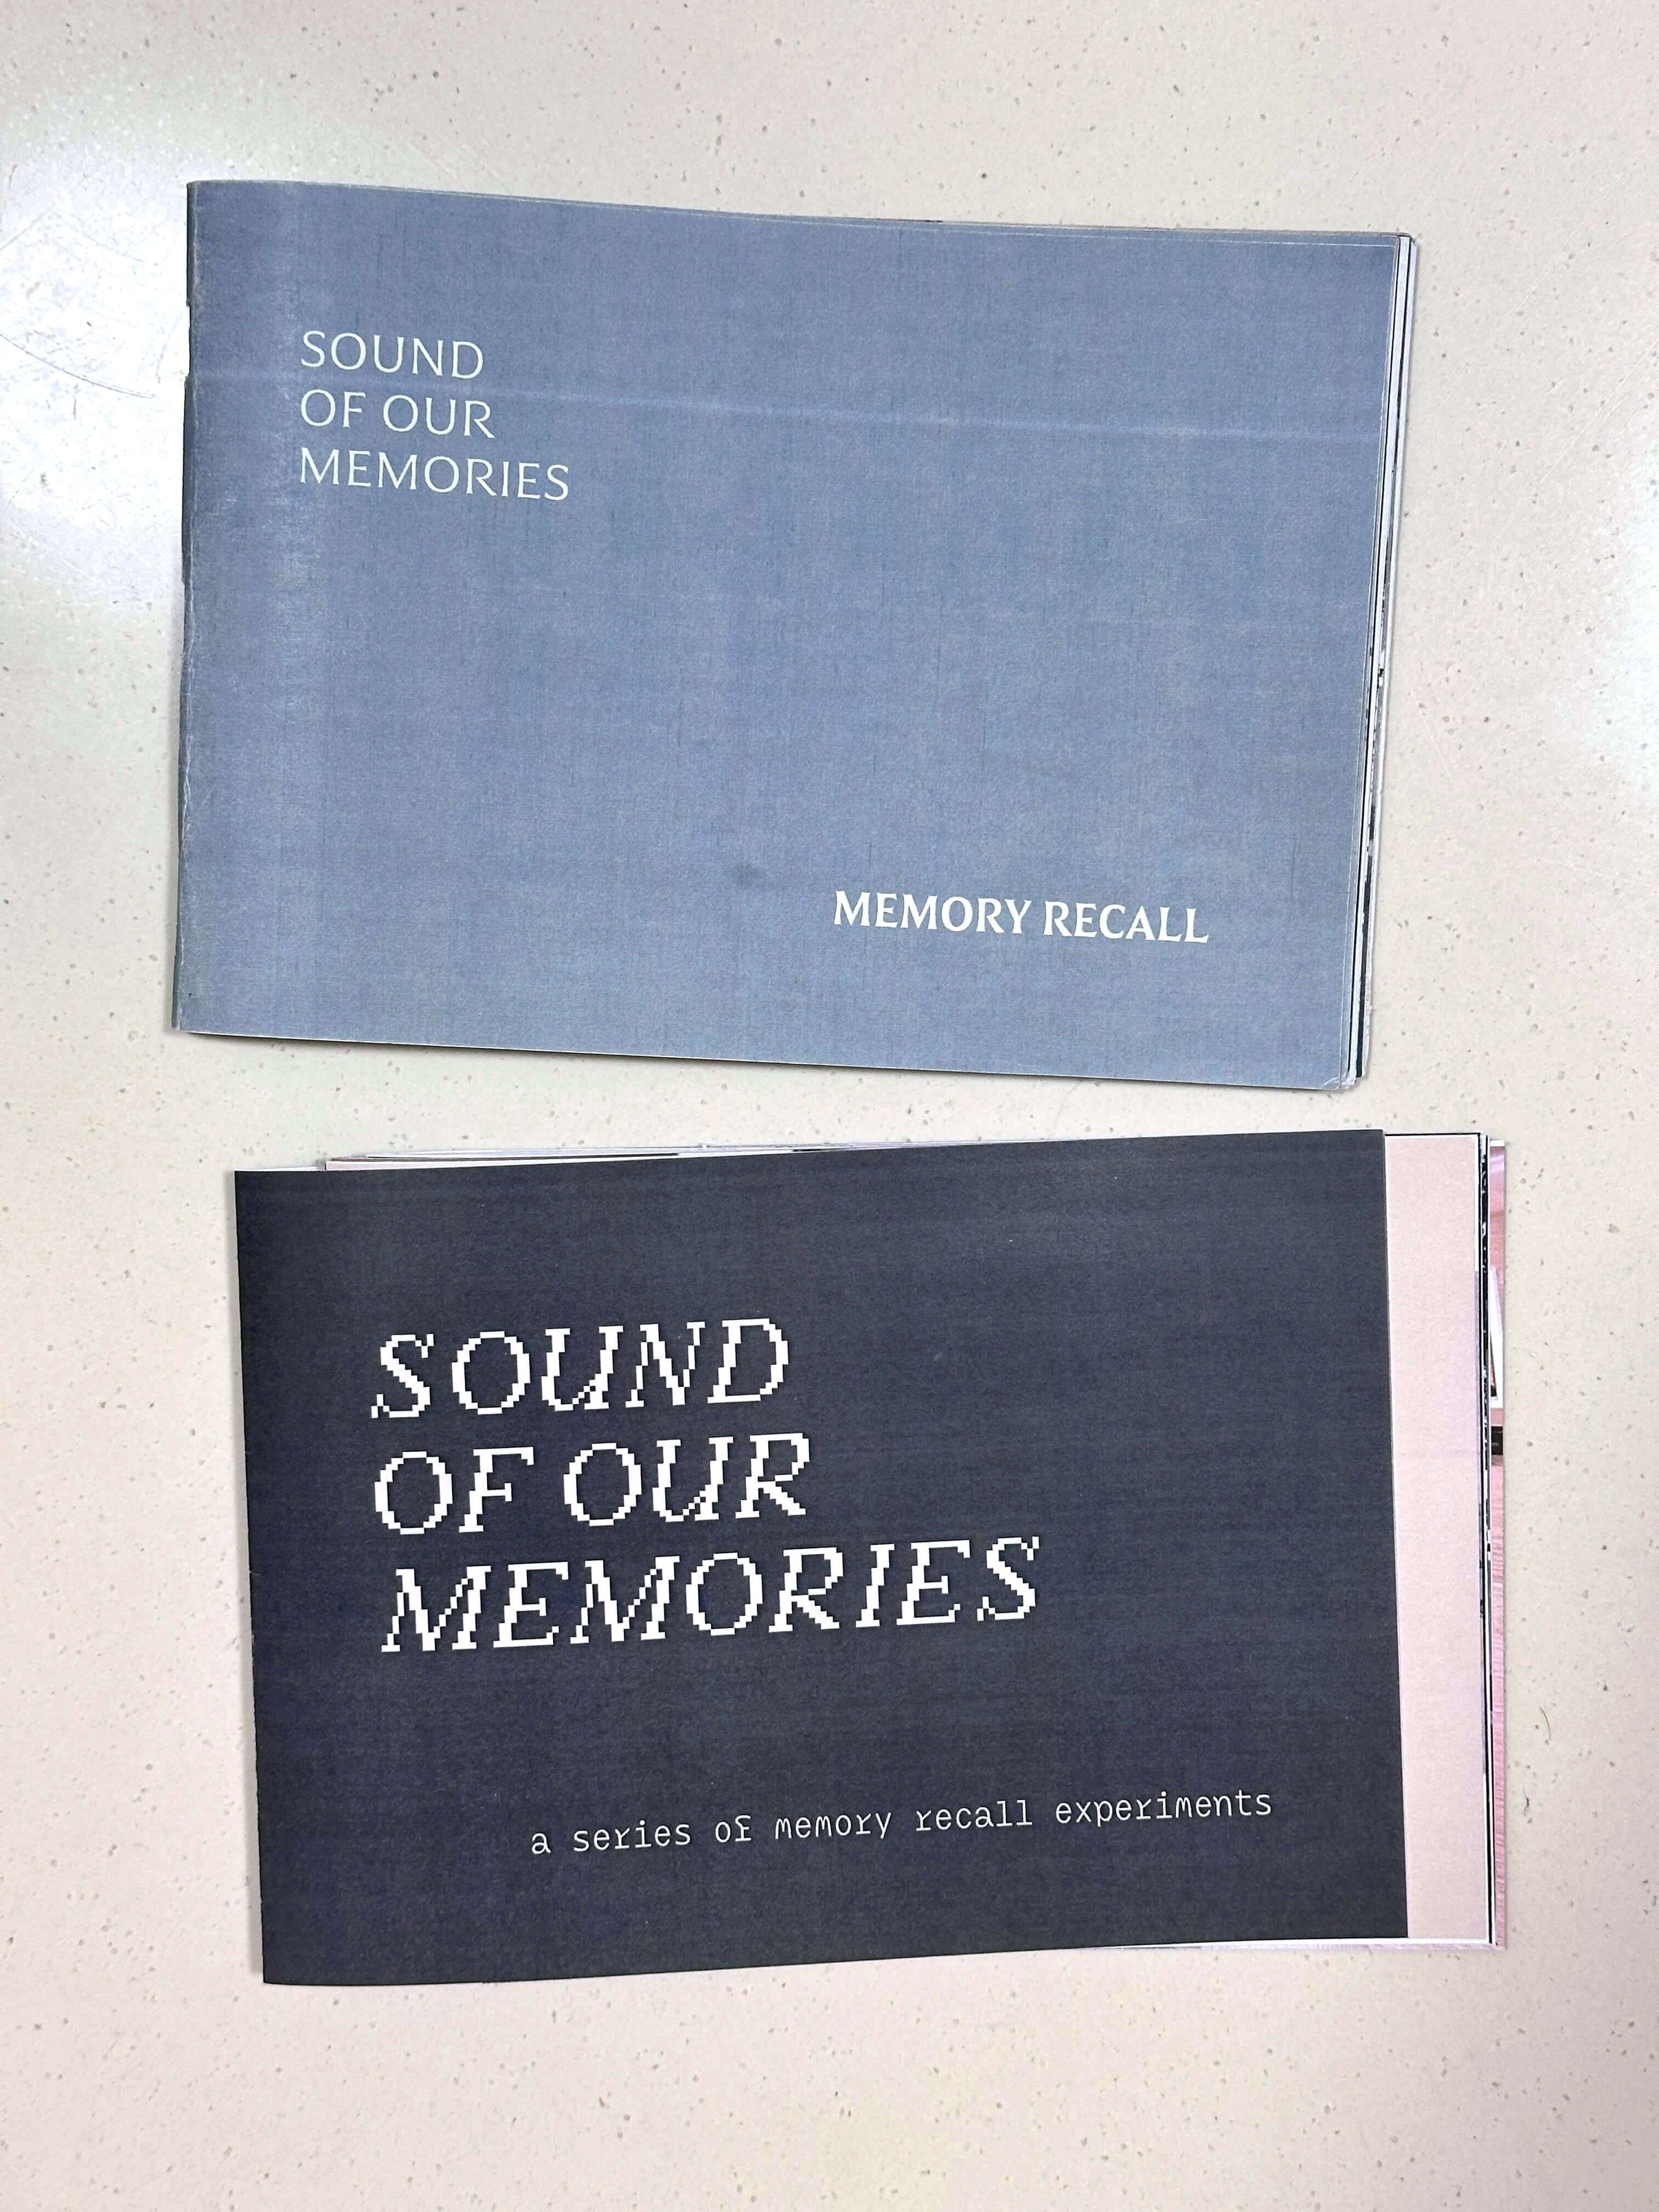 SOUND
OF OUR
MEMORIES
MEMORY RECALL
SOUND
OF OUR
MEMORIES
a series of memory recall experiments